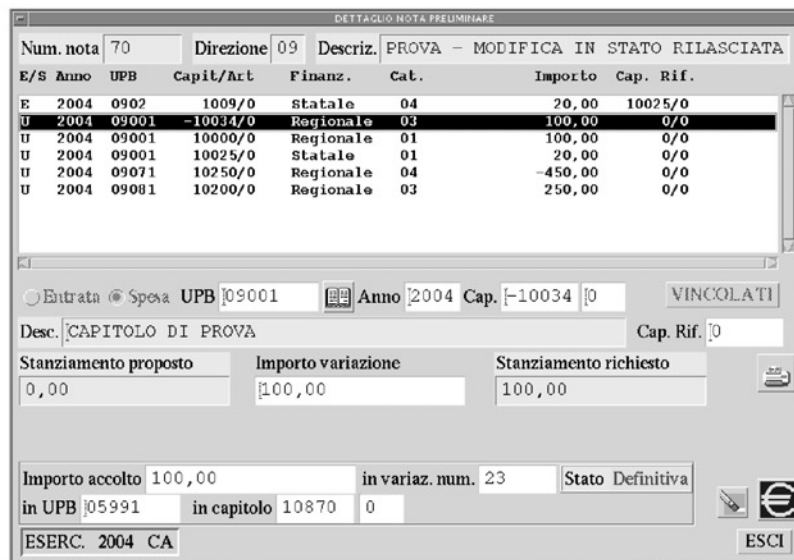 DETTAGLIO NOTA PRELIMINARE
Num. nota 70 Direzione 09 Descriz. PROVA - MODIFICA IN STATO RILASCIATA
E/S Anno UPB Capit/Art Finanz. Cat. Importo Cap. Rif.
E 2004 0902 1009/0 Statale 04 20,00 10025/0
U 2004 09001 -10034/0 Regionale 03 100,00 0/0
U 2004 09001 10000/0 Regionale 01 100,00 0/0
U 2004 09001 10025/0 Statale 01 20,00 0/0
U 2004 09071 10250/0 Regionale 04 -450,00 0/0
U 2004 09081 10200/0 Regionale 03 250,00 0/0
Entrata Spesa UPB 09001 Anno 2004 Cap. -10034 0 VINCOLATI
Desc. CAPITOLO DI PROVA Cap. Rif. 0
Stanziamento proposto Importo variazione Stanziamento richiesto
0,00 100,00 100,00
Importo accolto 100,00 in variaz. num. 23 Stato Definitiva
in UPB 05991 in capitolo 10870 0
€
ESERC. 2004 CA ESCI